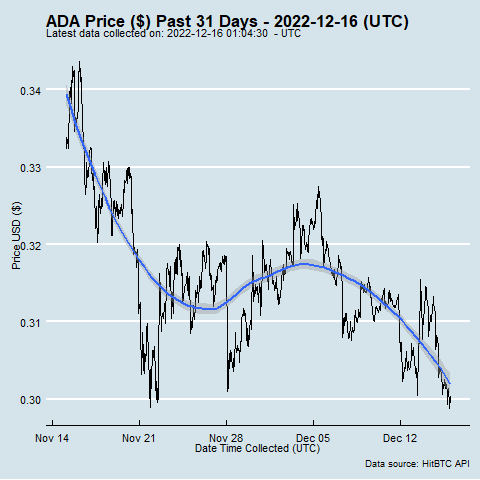 ADA Price ($) Past 31 Days - 2022-12-16 (UTC)
Latest data collected on: 2022-12-16 01:04:30 - UTC
Price USD ($)
0.34
0.33
0.32
0.31
0.30
Nov 14 Nov 21 Nov 28 Dec 05 Dec 12
Date Time Collected (UTC)
Data source: HitBTC API